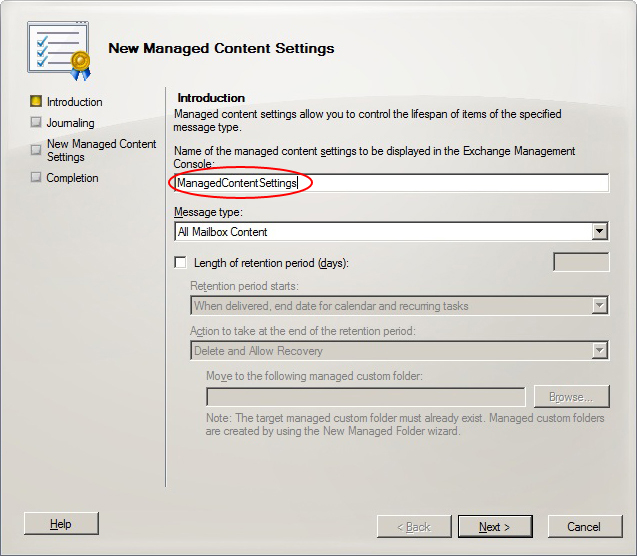 New Managed Content Settings
Introduction
Journaling
New Managed Content
Settings
Completion
Introduction
Managed content settings allow you to control the lifespan of items of the specified
message type.
Name of the managed content settings to be displayed in the Exchange Management
Console:
ManagedContentSettings
Message type:
All Mailbox Content
Length of retention period (days):
Retention period starts:
When delivered, end date for calendar and recurring tasks
Action to take at the end of the retention period:
Delete and Allow Recovery
Move to the following managed custom folder:
Browse...
Note: The target managed custom folder must already exist. Managed custom folders
are created by using the New Managed Folder wizard.
Help
< Back
Next >
Cancel